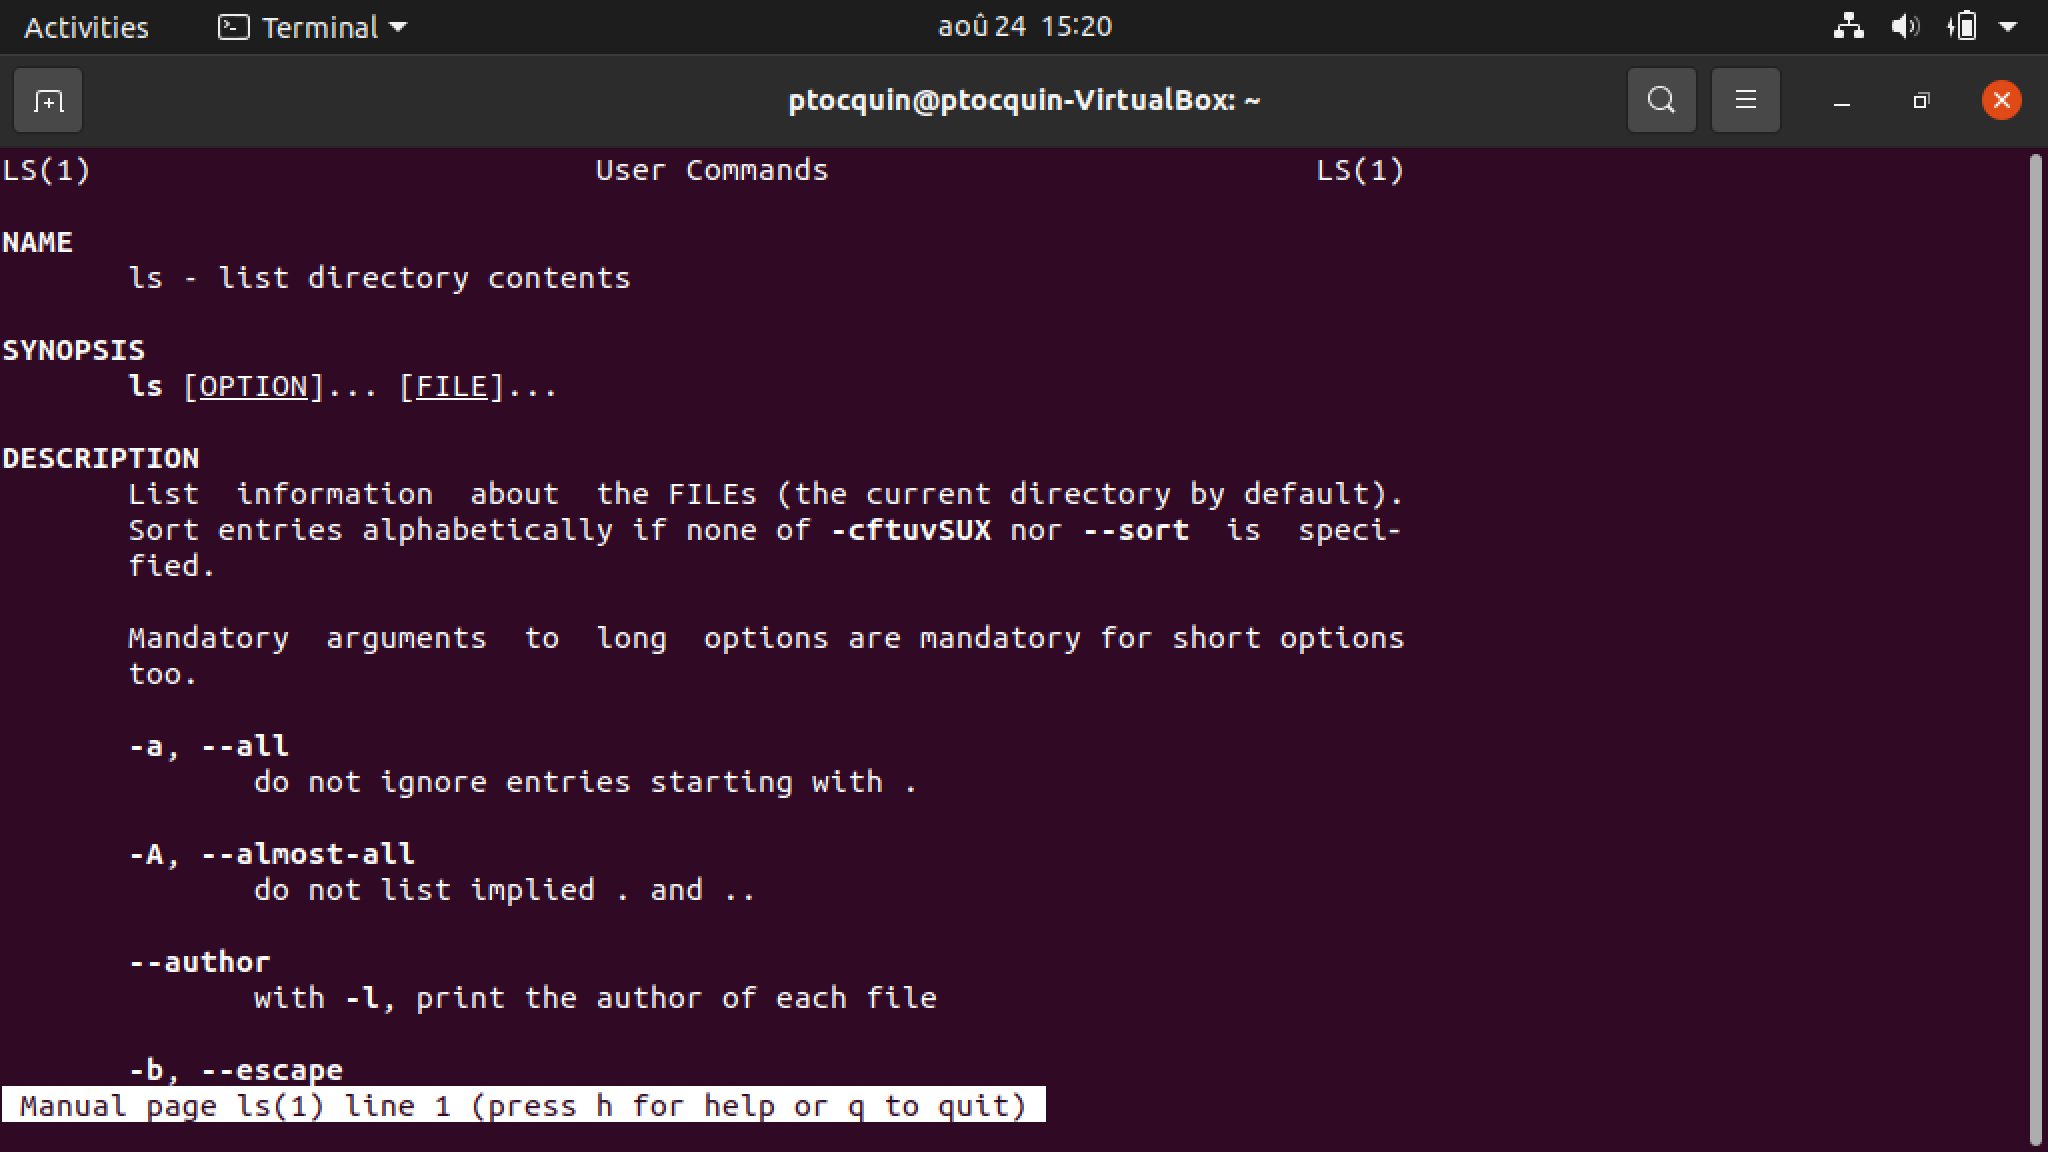 Activities Terminal aoû 24 15:20
ptocquin@ptocquin-VirtualBox: ~
LS(1) User Commands LS(1)
NAME
ls - list directory contents
SYNOPSIS
ls [OPTION]... [FILE]...
DESCRIPTION
List information about the FILEs (the current directory by default).
Sort entries alphabetically if none of -cftuvSUX nor --sort is speci-
fied.
Mandatory arguments to long options are mandatory for short options
too.
-a, --all
do not ignore entries starting with .
-A, --almost-all
do not list implied . and ..
--author
with -l, print the author of each file
-b, --escape
Manual page ls(1) line 1 (press h for help or q to quit)